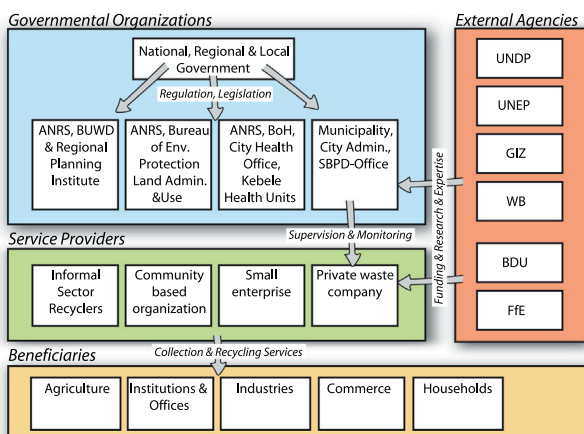 Governmental Organizations
National, Regional & Local
Government
Regulation, Legislation
ANRS, BUWD
& Regional
Planning
Institute
ANRS, Bureau
of Env.
Protection
Land Admin.
&Use
ANRS, BoH,
City Health
Office,
Kebele
Health Units
Municipality,
City Admin.,
SBPD-Office
Supervision & Monitoring
Service Providers
Informal
Sector
Recyclers
Community
based
organization
Small
enterprise
Private waste
company
Collection & Recycling Services
Beneficiaries
Agriculture
Institutions &
Offices
Industries
Commerce
Households
External Agencies
UNDP
UNEP
GIZ
WB
BDU
FfE
Funding & Research & Expertise